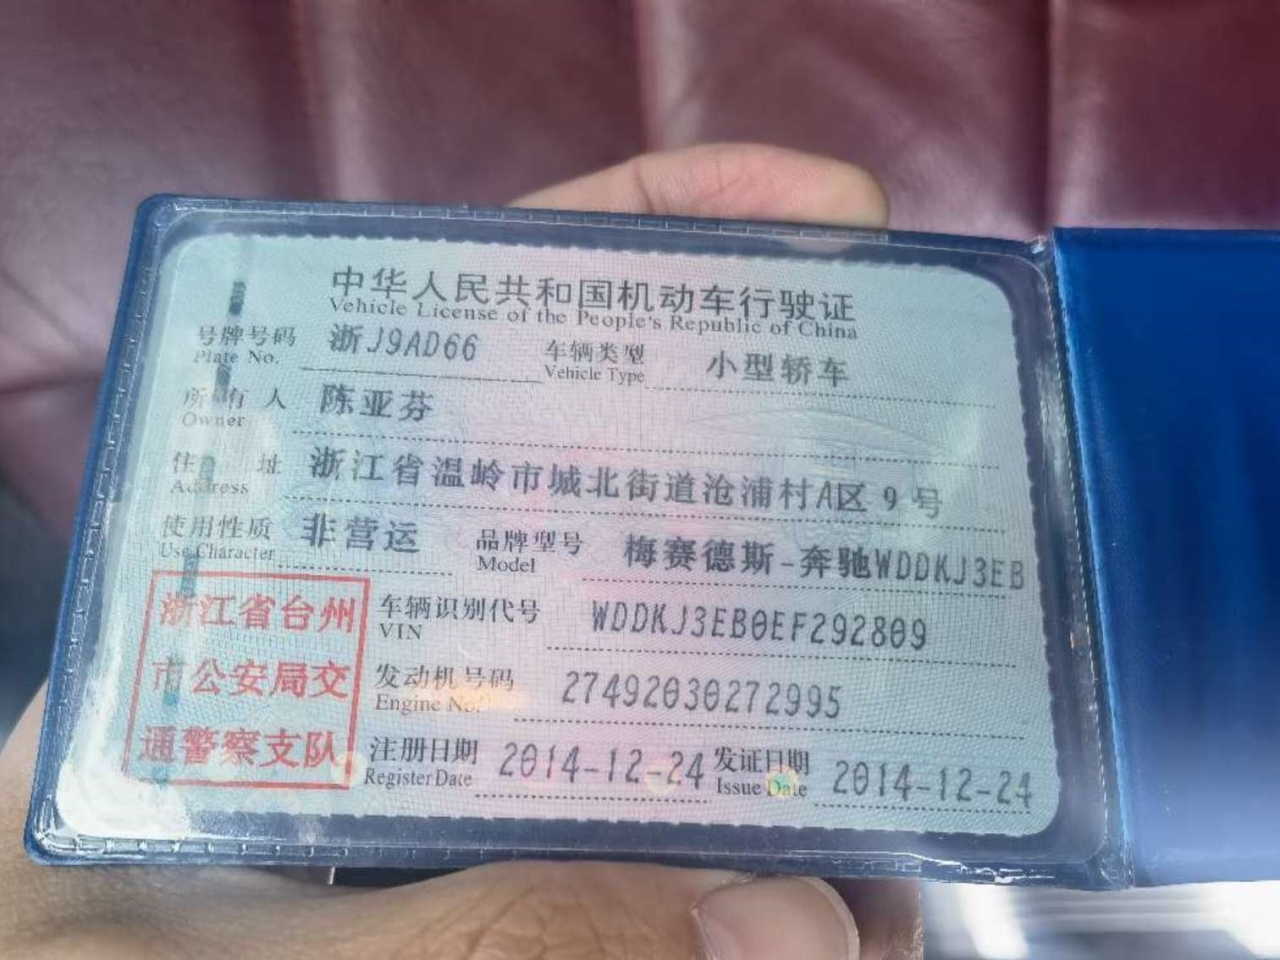 中华人民共和国机动车行驶证
Vehicle License of the People's Republic of China
号牌号码 浙J9AD66 车辆类型 小型轿车
Plate No. Vehicle Type
所有人 陈亚芬
Owner
住址 浙江省温岭市城北街道沧浦村A区9号
Address
使用性质 非营运 品牌型号 梅赛德斯-奔驰WDDKJ3EB
Use Character Model
车辆识别代号 WDDKJ3EB0EF292809
VIN
发动机号码 27492030272995
Engine No.
注册日期 2014-12-24 发证日期 2014-12-24
Register Date Issue Date
浙江省台州
市公安局交
通警察支队